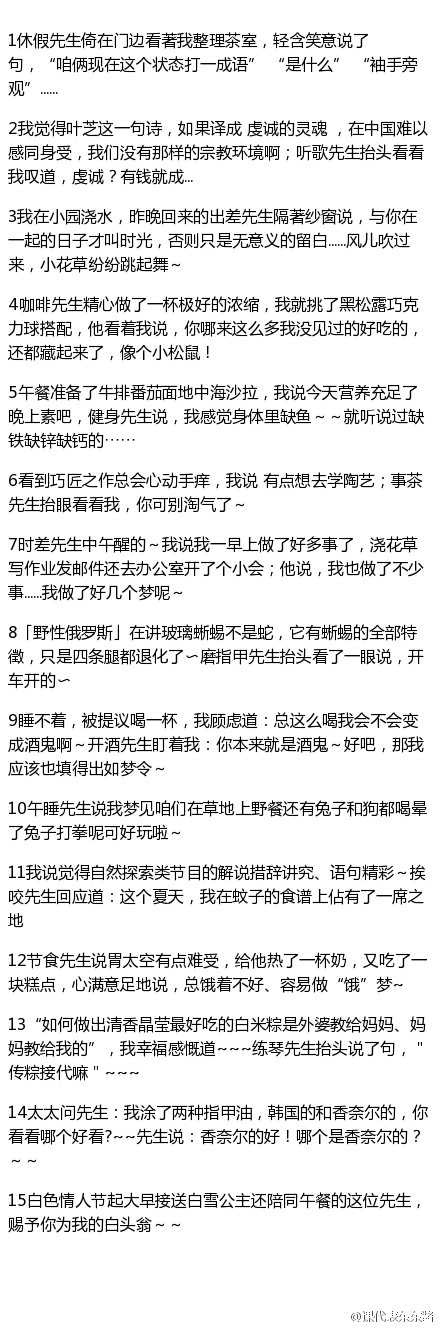 1休假先生倚在门边看著我整理茶室，轻含笑意说了
句，“咱俩现在这个状态打一成语” “是什么” “袖手旁
观”……
2我觉得叶芝这一句诗，如果译成 虔诚的灵魂 ，在中国难以
感同身受，我们没有那样的宗教环境啊；听歌先生抬头看看
我叹道，虔诚？有钱就成...
3我在小园浇水，昨晚回来的出差先生隔著纱窗说，与你在
一起的日子才叫时光，否则只是无意义的留白……风儿吹过
来，小花草纷纷跳起舞～
4咖啡先生精心做了一杯极好的浓缩，我就挑了黑松露巧克
力球搭配，他看着我说，你哪来这么多我没见过的好吃的，
还都藏起来了，像个小松鼠！
5午餐准备了牛排番茄面地中海沙拉，我说今天营养充足了
晚上素吧，健身先生说，我感觉身体里缺鱼～～就听说过缺
铁缺锌缺钙的⋯⋯
6看到巧匠之作总会心动手痒，我说 有点想去学陶艺；事茶
先生抬眼看看我，你可别淘气了～
7时差先生中午醒的～我说我一早上做了好多事了，浇花草
写作业发邮件还去办公室开了个小会；他说，我也做了不少
事……我做了好几个梦呢～
8「野性俄罗斯」在讲玻璃蜥蜴不是蛇，它有蜥蜴的全部特
徵，只是四条腿都退化了∽磨指甲先生抬头看了一眼说，开
车开的∽
9睡不着，被提议喝一杯，我顾虑道：总这么喝我会不会变
成酒鬼啊～开酒先生盯着我：你本来就是酒鬼～好吧，那我
应该也填得出如梦令～
10午睡先生说我梦见咱们在草地上野餐还有兔子和狗都喝晕
了兔子打拳呢可好玩啦～
11我说觉得自然探索类节目的解说措辞讲究、语句精彩～挨
咬先生回应道：这个夏天，我在蚊子的食谱上佔有了一席之
地
12节食先生说胃太空有点难受，给他热了一杯奶，又吃了一
块糕点，心满意足地说，总饿着不好、容易做“饿”梦~
13“如何做出清香晶莹最好吃的白米粽是外婆教给妈妈、妈
妈教给我的”，我幸福感慨道~~~练琴先生抬头说了句，"
传粽接代嘛＂~~~
14太太问先生：我涂了两种指甲油，韩国的和香奈尔的，你
看看哪个好看?~~先生说：香奈尔的好！哪个是香奈尔的？
～～
15白色情人节起大早接送白雪公主还陪同午餐的这位先生，
赐予你为我的白头翁～～